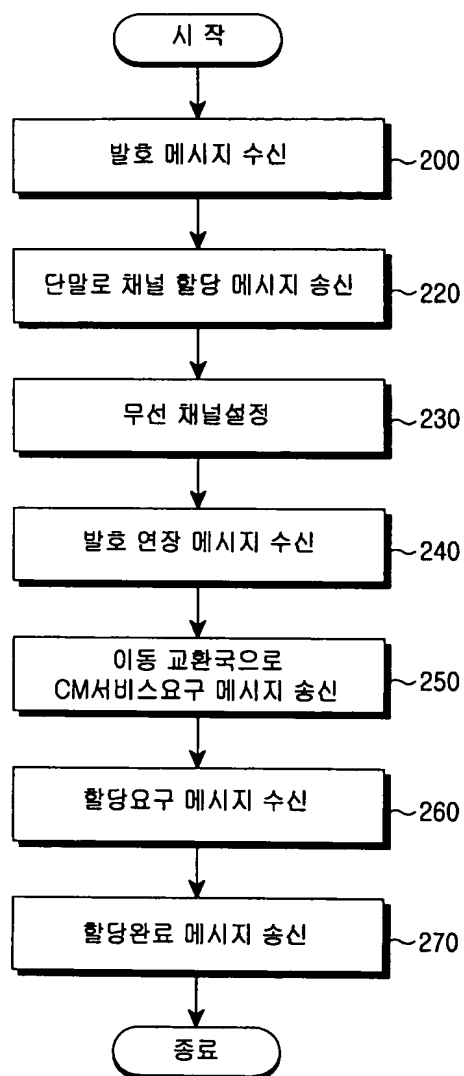 시 작
발호 메시지 수신
200
단말로 채널 할당 메시지 송신
220
무선 채널설정
230
발호 연장 메시지 수신
240
이동 교환국으로
CM서비스요구 메시지 송신
250
할당요구 메시지 수신
260
할당완료 메시지 송신
270
종료